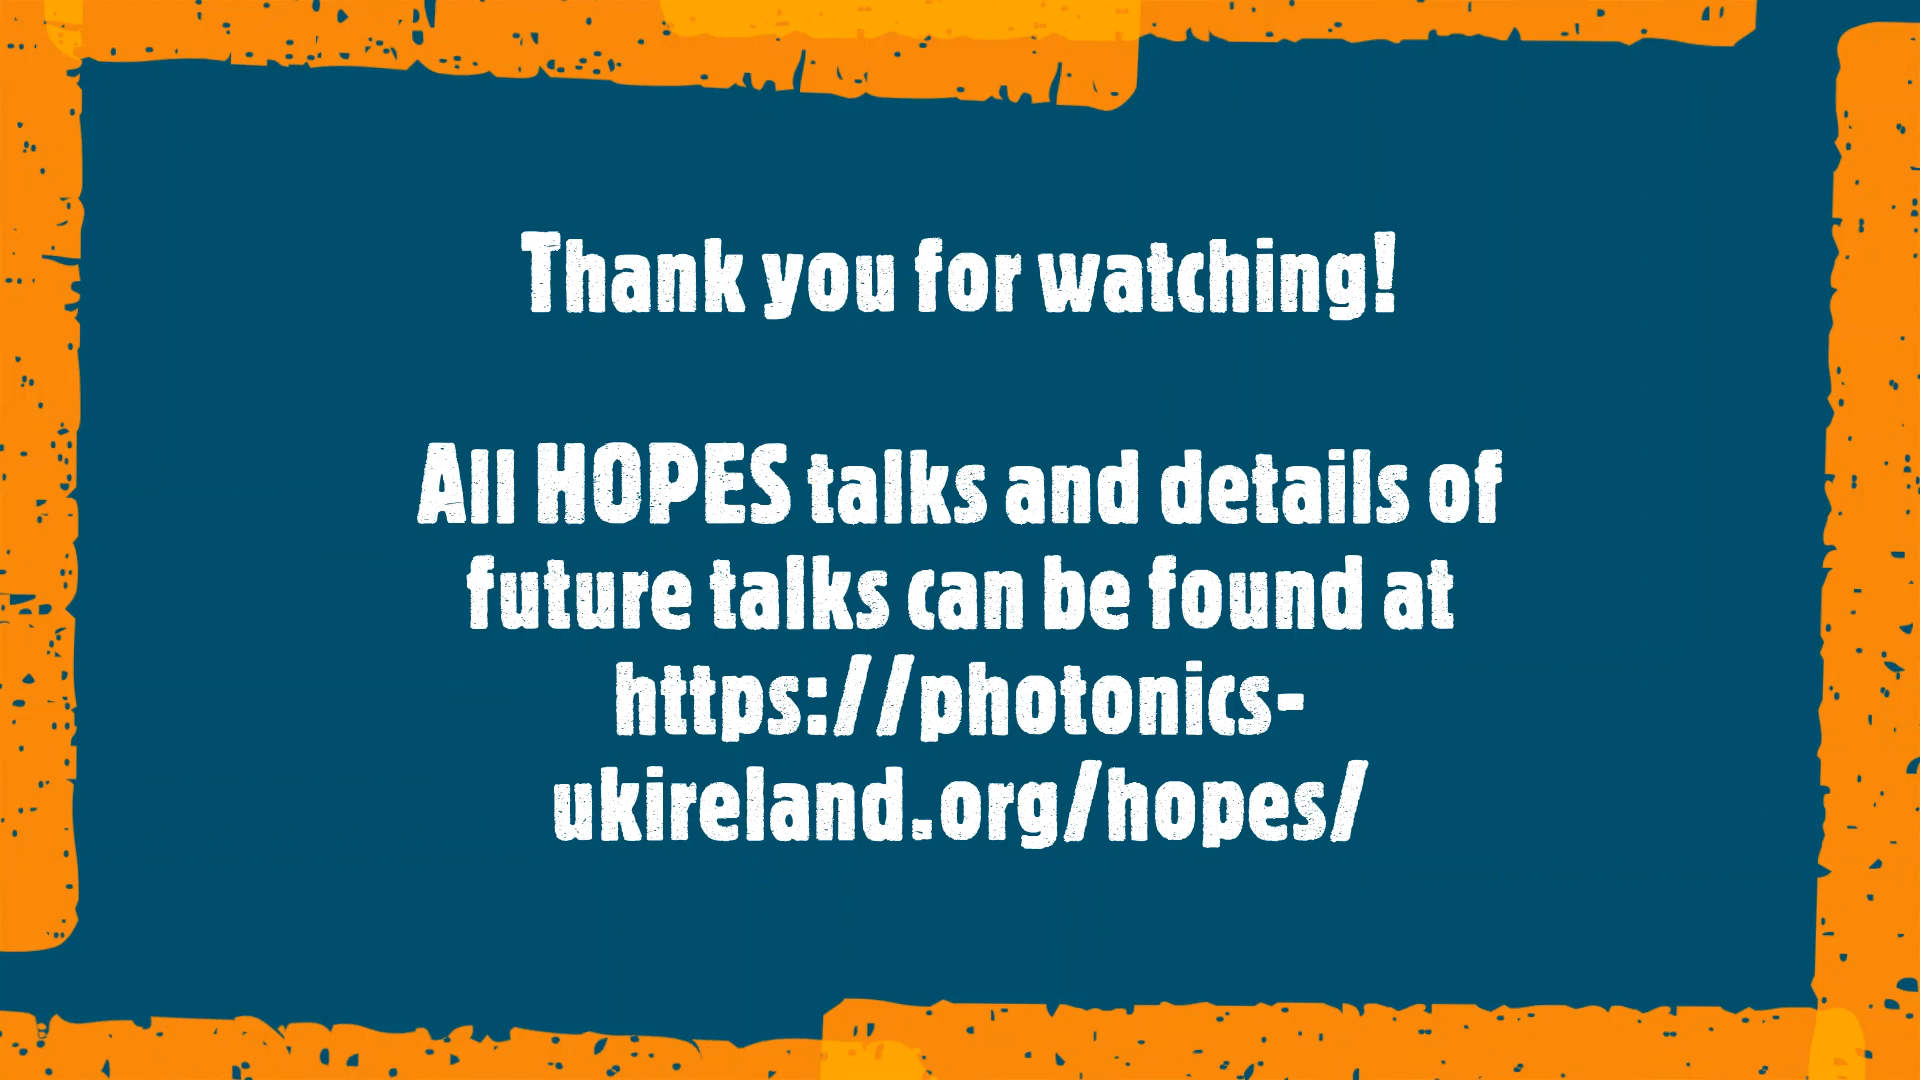 Thank you for watching!
All HOPES talks and details of
future talks can be found at
https://photonics-
ukireland.org/hopes/